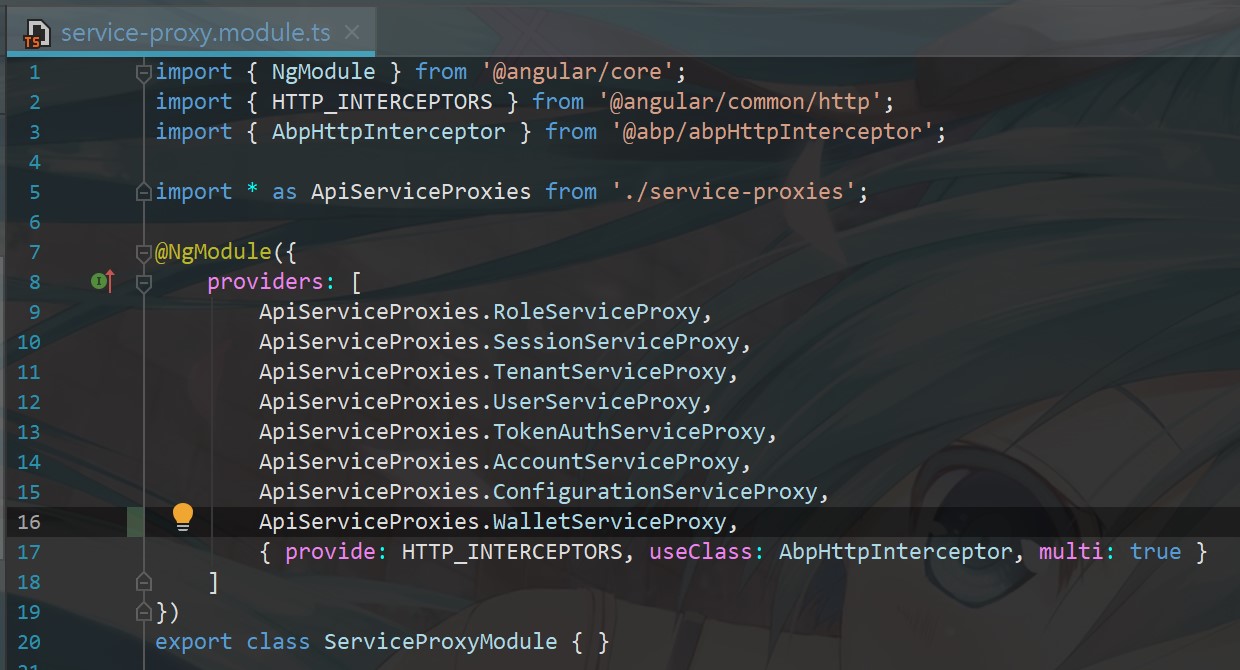 service-proxy.module.ts
1 import { NgModule } from '@angular/core';
2 import { HTTP_INTERCEPTORS } from '@angular/common/http';
3 import { AbpHttpInterceptor } from '@abp/abpHttpInterceptor';
4
5 import * as ApiServiceProxies from './service-proxies';
6
7 @NgModule({
8     providers: [
9         ApiServiceProxies.RoleServiceProxy,
10         ApiServiceProxies.SessionServiceProxy,
11         ApiServiceProxies.TenantServiceProxy,
12         ApiServiceProxies.UserServiceProxy,
13         ApiServiceProxies.TokenAuthServiceProxy,
14         ApiServiceProxies.AccountServiceProxy,
15         ApiServiceProxies.ConfigurationServiceProxy,
16         ApiServiceProxies.WalletServiceProxy,
17         { provide: HTTP_INTERCEPTORS, useClass: AbpHttpInterceptor, multi: true }
18     ]
19 })
20 export class ServiceProxyModule { }